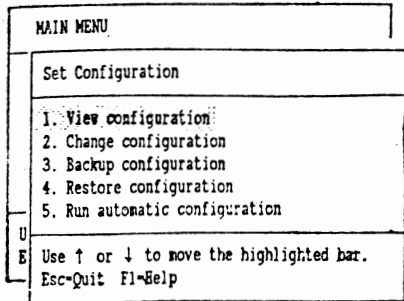 MAIN MENU
Set Configuration
1. View configuration
2. Change configuration
3. Backup configuration
4. Restore configuration
5. Run automatic configuration
U
E
Use ↑ or ↓ to move the highlighted bar.
Esc=Quit F1=Help